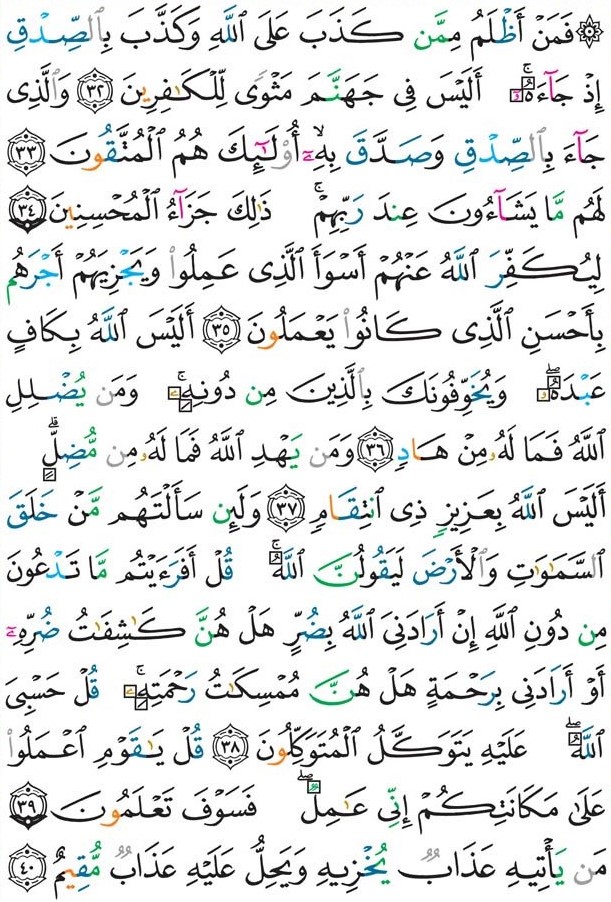 ۞ فَمَنْ أَظْلَمُ مِمَّن كَذَبَ عَلَى ٱللَّهِ وَكَذَّبَ بِٱلصِّدْقِ
إِذْ جَآءَهُۥٓ ۚ أَلَيْسَ فِى جَهَنَّمَ مَثْوًى لِّلْكَـٰفِرِينَ ٣٢ وَٱلَّذِى
جَآءَ بِٱلصِّدْقِ وَصَدَّقَ بِهِۦٓ ۙ أُو۟لَـٰٓئِكَ هُمُ ٱلْمُتَّقُونَ ٣٣
لَهُم مَّا يَشَآءُونَ عِندَ رَبِّهِمْ ۚ ذَٰلِكَ جَزَآءُ ٱلْمُحْسِنِينَ ٣٤
لِيُكَفِّرَ ٱللَّهُ عَنْهُمْ أَسْوَأَ ٱلَّذِى عَمِلُوا۟ وَيَجْزِيَهُمْ أَجْرَهُم
بِأَحْسَنِ ٱلَّذِى كَانُوا۟ يَعْمَلُونَ ٣٥ أَلَيْسَ ٱللَّهُ بِكَافٍ
عَبْدَهُۥ ۖ وَيُخَوِّفُونَكَ بِٱلَّذِينَ مِن دُونِهِۦ ۚ وَمَن يُضْلِلِ
ٱللَّهُ فَمَا لَهُۥ مِنْ هَادٍ ٣٦ وَمَن يَهْدِ ٱللَّهُ فَمَا لَهُۥ مِن مُّضِلٍّ ۗ
أَلَيْسَ ٱللَّهُ بِعَزِيزٍ ذِى ٱنتِقَامٍ ٣٧ وَلَئِن سَأَلْتَهُم مَّنْ خَلَقَ
ٱلسَّمَـٰوَٰتِ وَٱلْأَرْضَ لَيَقُولُنَّ ٱللَّهُ ۚ قُلْ أَفَرَءَيْتُم مَّا تَدْعُونَ
مِن دُونِ ٱللَّهِ إِنْ أَرَادَنِىَ ٱللَّهُ بِضُرٍّ هَلْ هُنَّ كَـٰشِفَـٰتُ ضُرِّهِۦٓ
أَوْ أَرَادَنِى بِرَحْمَةٍ هَلْ هُنَّ مُمْسِكَـٰتُ رَحْمَتِهِۦ ۚ قُلْ حَسْبِىَ
ٱللَّهُ ۖ عَلَيْهِ يَتَوَكَّلُ ٱلْمُتَوَكِّلُونَ ٣٨ قُلْ يَـٰقَوْمِ ٱعْمَلُوا۟
عَلَىٰ مَكَانَتِكُمْ إِنِّى عَـٰمِلٌ ۖ فَسَوْفَ تَعْلَمُونَ ٣٩
مَن يَأْتِيهِ عَذَابٌ يُخْزِيهِ وَيَحِلُّ عَلَيْهِ عَذَابٌ مُّقِيمٌ ٤٠